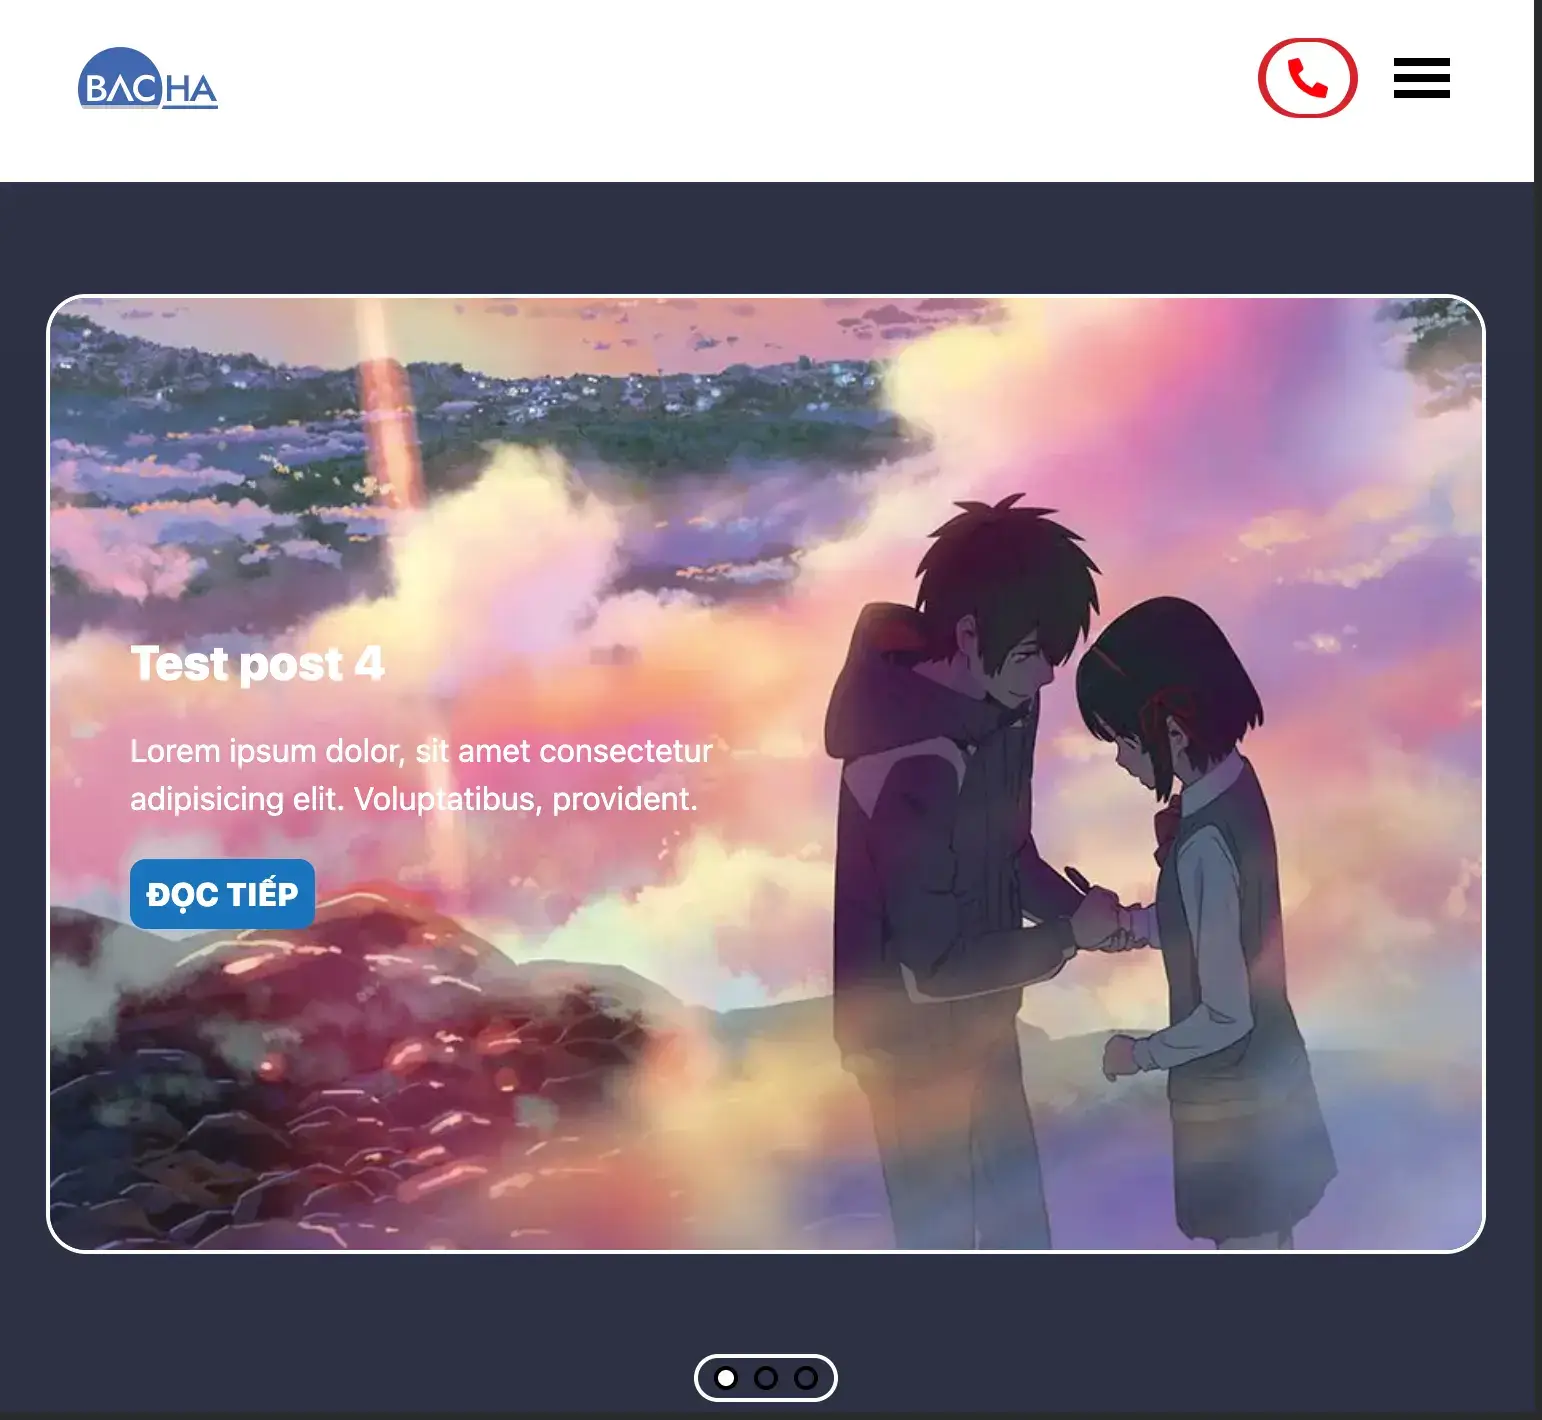 BACHA
Test post 4
Lorem ipsum dolor, sit amet consectetur
adipisicing elit. Voluptatibus, provident.
ĐỌC TIẾP